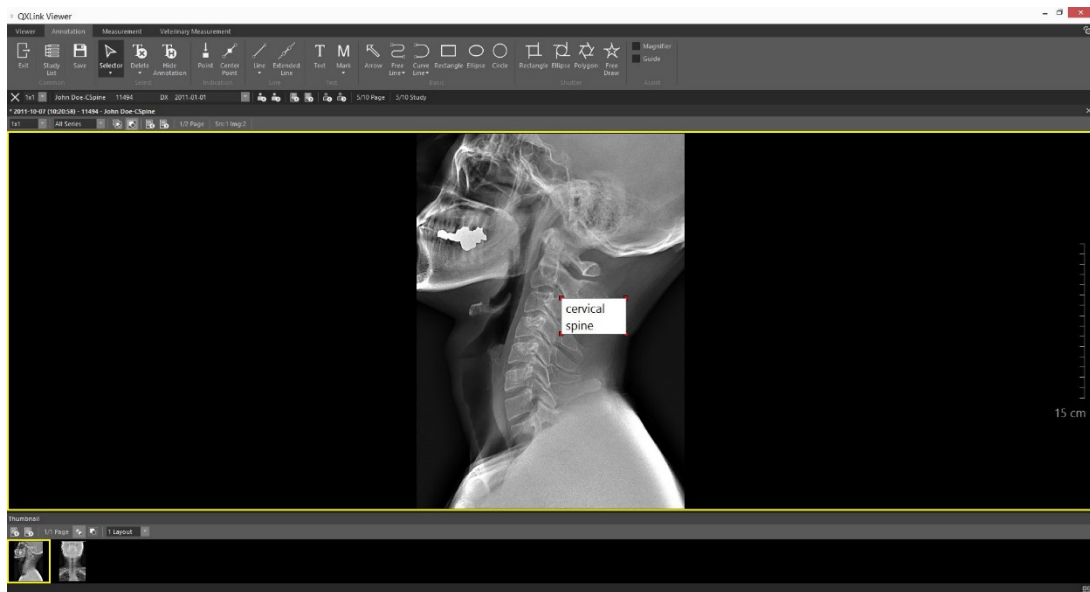 QXLink Viewer
Viewer Annotation Measurement Veterinary Measurement
Exit Study List Save Selector Delete Hide Annotation Point Center Point Line Extended Line Text Mark Arrow Free Line Curve Line Rectangle Ellipse Circle Rectangle Ellipse Polygon Free Draw Magnifier
Guide
Common Select Indication Line Text Basic Shutter Assist
1x1 John Doe-CSpine 11494 DX 2011-01-01 5/10 Page 5/10 Study
* 2011-10-07 (10:20:58) - 11494 - John Doe-CSpine
1x1 All Series 1/2 Page Srs:1 Img:2
cervical
spine
15 cm
Thumbnail
1/1 Page 1 Layout